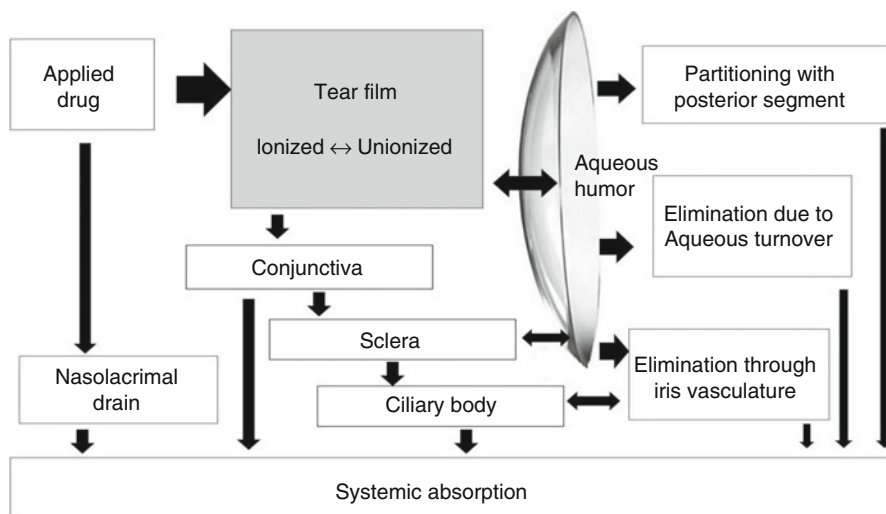 Applied
drug
Tear film
Ionized ↔ Unionized
Partitioning with
posterior segment
Aqueous
humor
Elimination due to
Aqueous turnover
Conjunctiva
Sclera
Nasolacrimal
drain
Ciliary body
Elimination through
iris vasculature
Systemic absorption